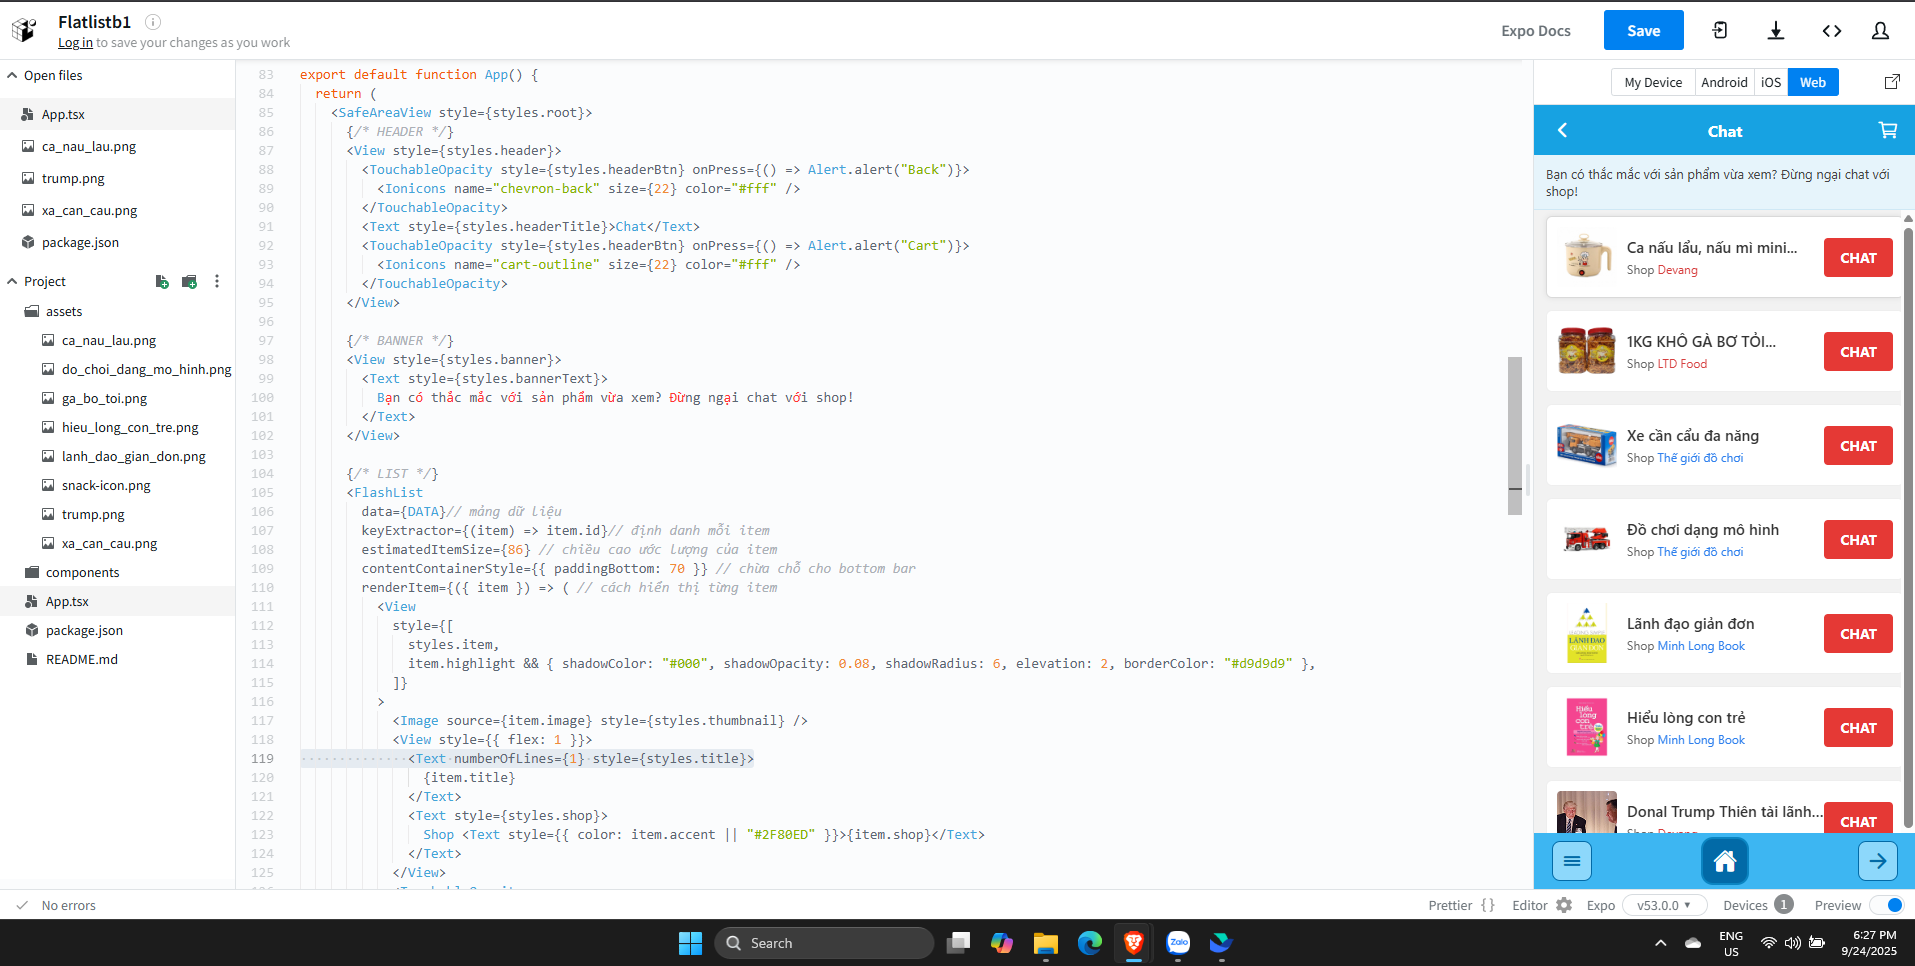 Flatlistb1
Log in to save your changes as you work
Expo Docs
Save
Open files
App.tsx
ca_nau_lau.png
trump.png
xa_can_cau.png
package.json
Project
assets
ca_nau_lau.png
do_choi_dang_mo_hinh.png
ga_bo_toi.png
hieu_long_con_tre.png
lanh_dao_gian_don.png
snack-icon.png
trump.png
xa_can_cau.png
components
App.tsx
package.json
README.md
83 export default function App() {
84 return (
85 <SafeAreaView style={styles.root}>
86 {/* HEADER */}
87 <View style={styles.header}>
88 <TouchableOpacity style={styles.headerBtn} onPress={() => Alert.alert("Back")}>
89 <Ionicons name="chevron-back" size={22} color="#fff" />
90 </TouchableOpacity>
91 <Text style={styles.headerTitle}>Chat</Text>
92 <TouchableOpacity style={styles.headerBtn} onPress={() => Alert.alert("Cart")}>
93 <Ionicons name="cart-outline" size={22} color="#fff" />
94 </TouchableOpacity>
95 </View>
96
97 {/* BANNER */}
98 <View style={styles.banner}>
99 <Text style={styles.bannerText}>
100 Bạn có thắc mắc với sản phẩm vừa xem? Đừng ngại chat với shop!
101 </Text>
102 </View>
103
104 {/* LIST */}
105 <FlashList
106 data={DATA}// mảng dữ liệu
107 keyExtractor={(item) => item.id}// định danh mỗi item
108 estimatedItemSize={86} // chiều cao ước lượng của item
109 contentContainerStyle={{ paddingBottom: 70 }} // chừa chỗ cho bottom bar
110 renderItem={({ item }) => ( // cách hiển thị từng item
111 <View
112 style={[
113 styles.item,
114 item.highlight && { shadowColor: "#000", shadowOpacity: 0.08, shadowRadius: 6, elevation: 2, borderColor: "#d9d9d9" },
115 ]}
116 >
117 <Image source={item.image} style={styles.thumbnail} />
118 <View style={{ flex: 1 }}>
119 <Text numberOfLines={1} style={styles.title}>
120 {item.title}
121 </Text>
122 <Text style={styles.shop}>
123 Shop <Text style={{ color: item.accent || "#2F80ED" }}>{item.shop}</Text>
124 </Text>
125 </View>
My Device
Android
iOS
Web
Chat
Bạn có thắc mắc với sản phẩm vừa xem? Đừng ngại chat với
shop!
Ca nấu lẩu, nấu mì mini...
Shop Devang
CHAT
1KG KHÔ GÀ BƠ TỎI...
Shop LTD Food
CHAT
Xe cần cẩu đa năng
Shop Thế giới đồ chơi
CHAT
Đồ chơi dạng mô hình
Shop Thế giới đồ chơi
CHAT
LÃNH ĐẠO
GIẢN ĐƠN
Lãnh đạo giản đơn
Shop Minh Long Book
CHAT
Hiểu
lòng
con
trẻ
Hiểu lòng con trẻ
Shop Minh Long Book
CHAT
Donal Trump Thiên tài lãnh...
Shop Devang
CHAT
No errors
Prettier { }
Editor
Expo
v53.0.0
Devices 1
Preview
Search
Zalo
ENG
US
6:27 PM
9/24/2025